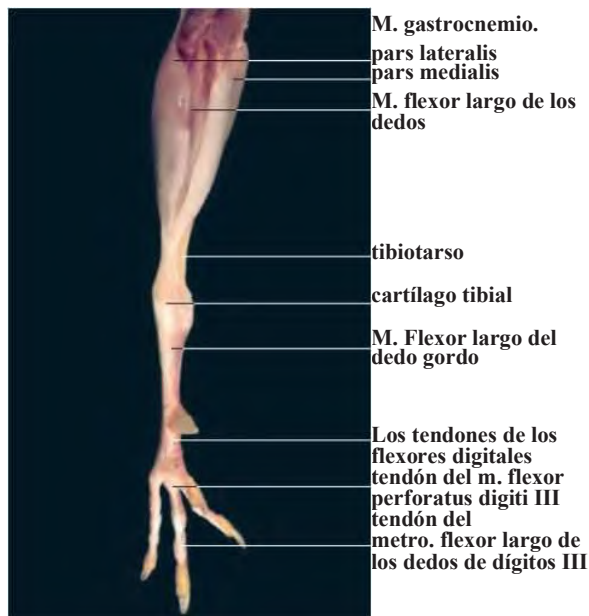 M. gastrocnemio.
pars lateralis
pars medialis
M. flexor largo de los
dedos
tibiotarso
cartílago tibial
M. Flexor largo del
dedo gordo
Los tendones de los
flexores digitales
tendón del m. flexor
perforatus digiti III
tendón del
metro. flexor largo de
los dedos de dígitos III